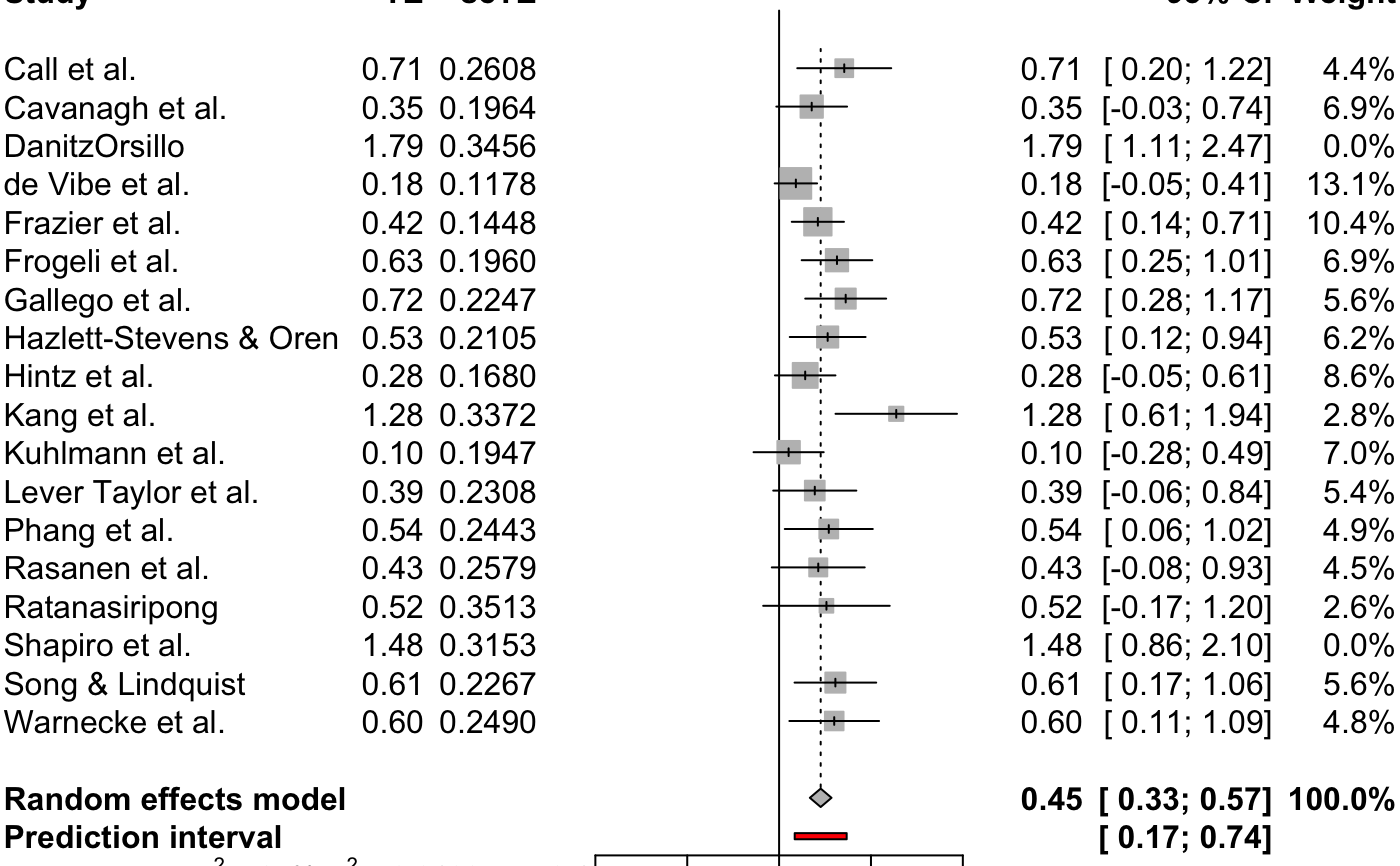 Study TE seTE 95% CI Weight
Call et al. 0.71 0.2608 0.71 [ 0.20; 1.22] 4.4%
Cavanagh et al. 0.35 0.1964 0.35 [-0.03; 0.74] 6.9%
DanitzOrsillo 1.79 0.3456 1.79 [ 1.11; 2.47] 0.0%
de Vibe et al. 0.18 0.1178 0.18 [-0.05; 0.41] 13.1%
Frazier et al. 0.42 0.1448 0.42 [ 0.14; 0.71] 10.4%
Frogeli et al. 0.63 0.1960 0.63 [ 0.25; 1.01] 6.9%
Gallego et al. 0.72 0.2247 0.72 [ 0.28; 1.17] 5.6%
Hazlett-Stevens & Oren 0.53 0.2105 0.53 [ 0.12; 0.94] 6.2%
Hintz et al. 0.28 0.1680 0.28 [-0.05; 0.61] 8.6%
Kang et al. 1.28 0.3372 1.28 [ 0.61; 1.94] 2.8%
Kuhlmann et al. 0.10 0.1947 0.10 [-0.28; 0.49] 7.0%
Lever Taylor et al. 0.39 0.2308 0.39 [-0.06; 0.84] 5.4%
Phang et al. 0.54 0.2443 0.54 [ 0.06; 1.02] 4.9%
Rasanen et al. 0.43 0.2579 0.43 [-0.08; 0.93] 4.5%
Ratanasiripong 0.52 0.3513 0.52 [-0.17; 1.20] 2.6%
Shapiro et al. 1.48 0.3153 1.48 [ 0.86; 2.10] 0.0%
Song & Lindquist 0.61 0.2267 0.61 [ 0.17; 1.06] 5.6%
Warnecke et al. 0.60 0.2490 0.60 [ 0.11; 1.09] 4.8%
Random effects model 0.45 [ 0.33; 0.57] 100.0%
Prediction interval [ 0.17; 0.74]